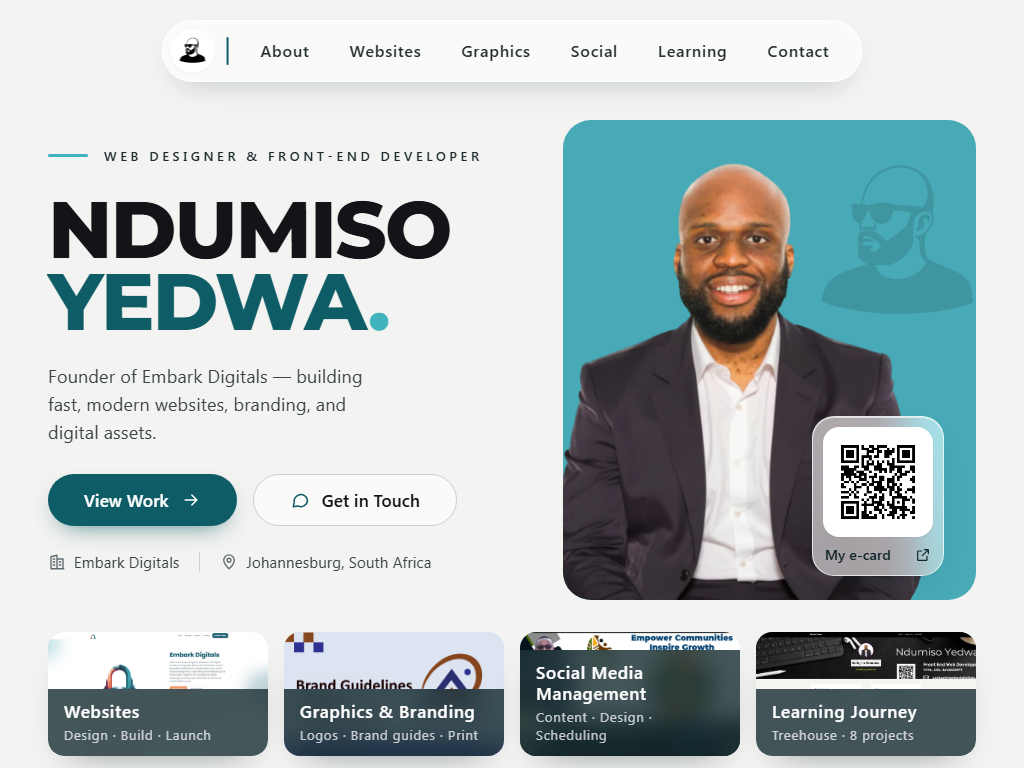 About Websites Graphics Social Learning Contact
WEB DESIGNER & FRONT-END DEVELOPER
NDUMISO
YEDWA.
Founder of Embark Digitals — building
fast, modern websites, branding, and
digital assets.
View Work
Get in Touch
Embark Digitals
Johannesburg, South Africa
My e-card
Embark Digitals
Websites
Design · Build · Launch
Brand Guidelines
Graphics & Branding
Logos · Brand guides · Print
Empower Communities
Inspire Growth
Social Media
Management
Content · Design ·
Scheduling
Ndumiso Yedwa
Learning Journey
Treehouse · 8 projects